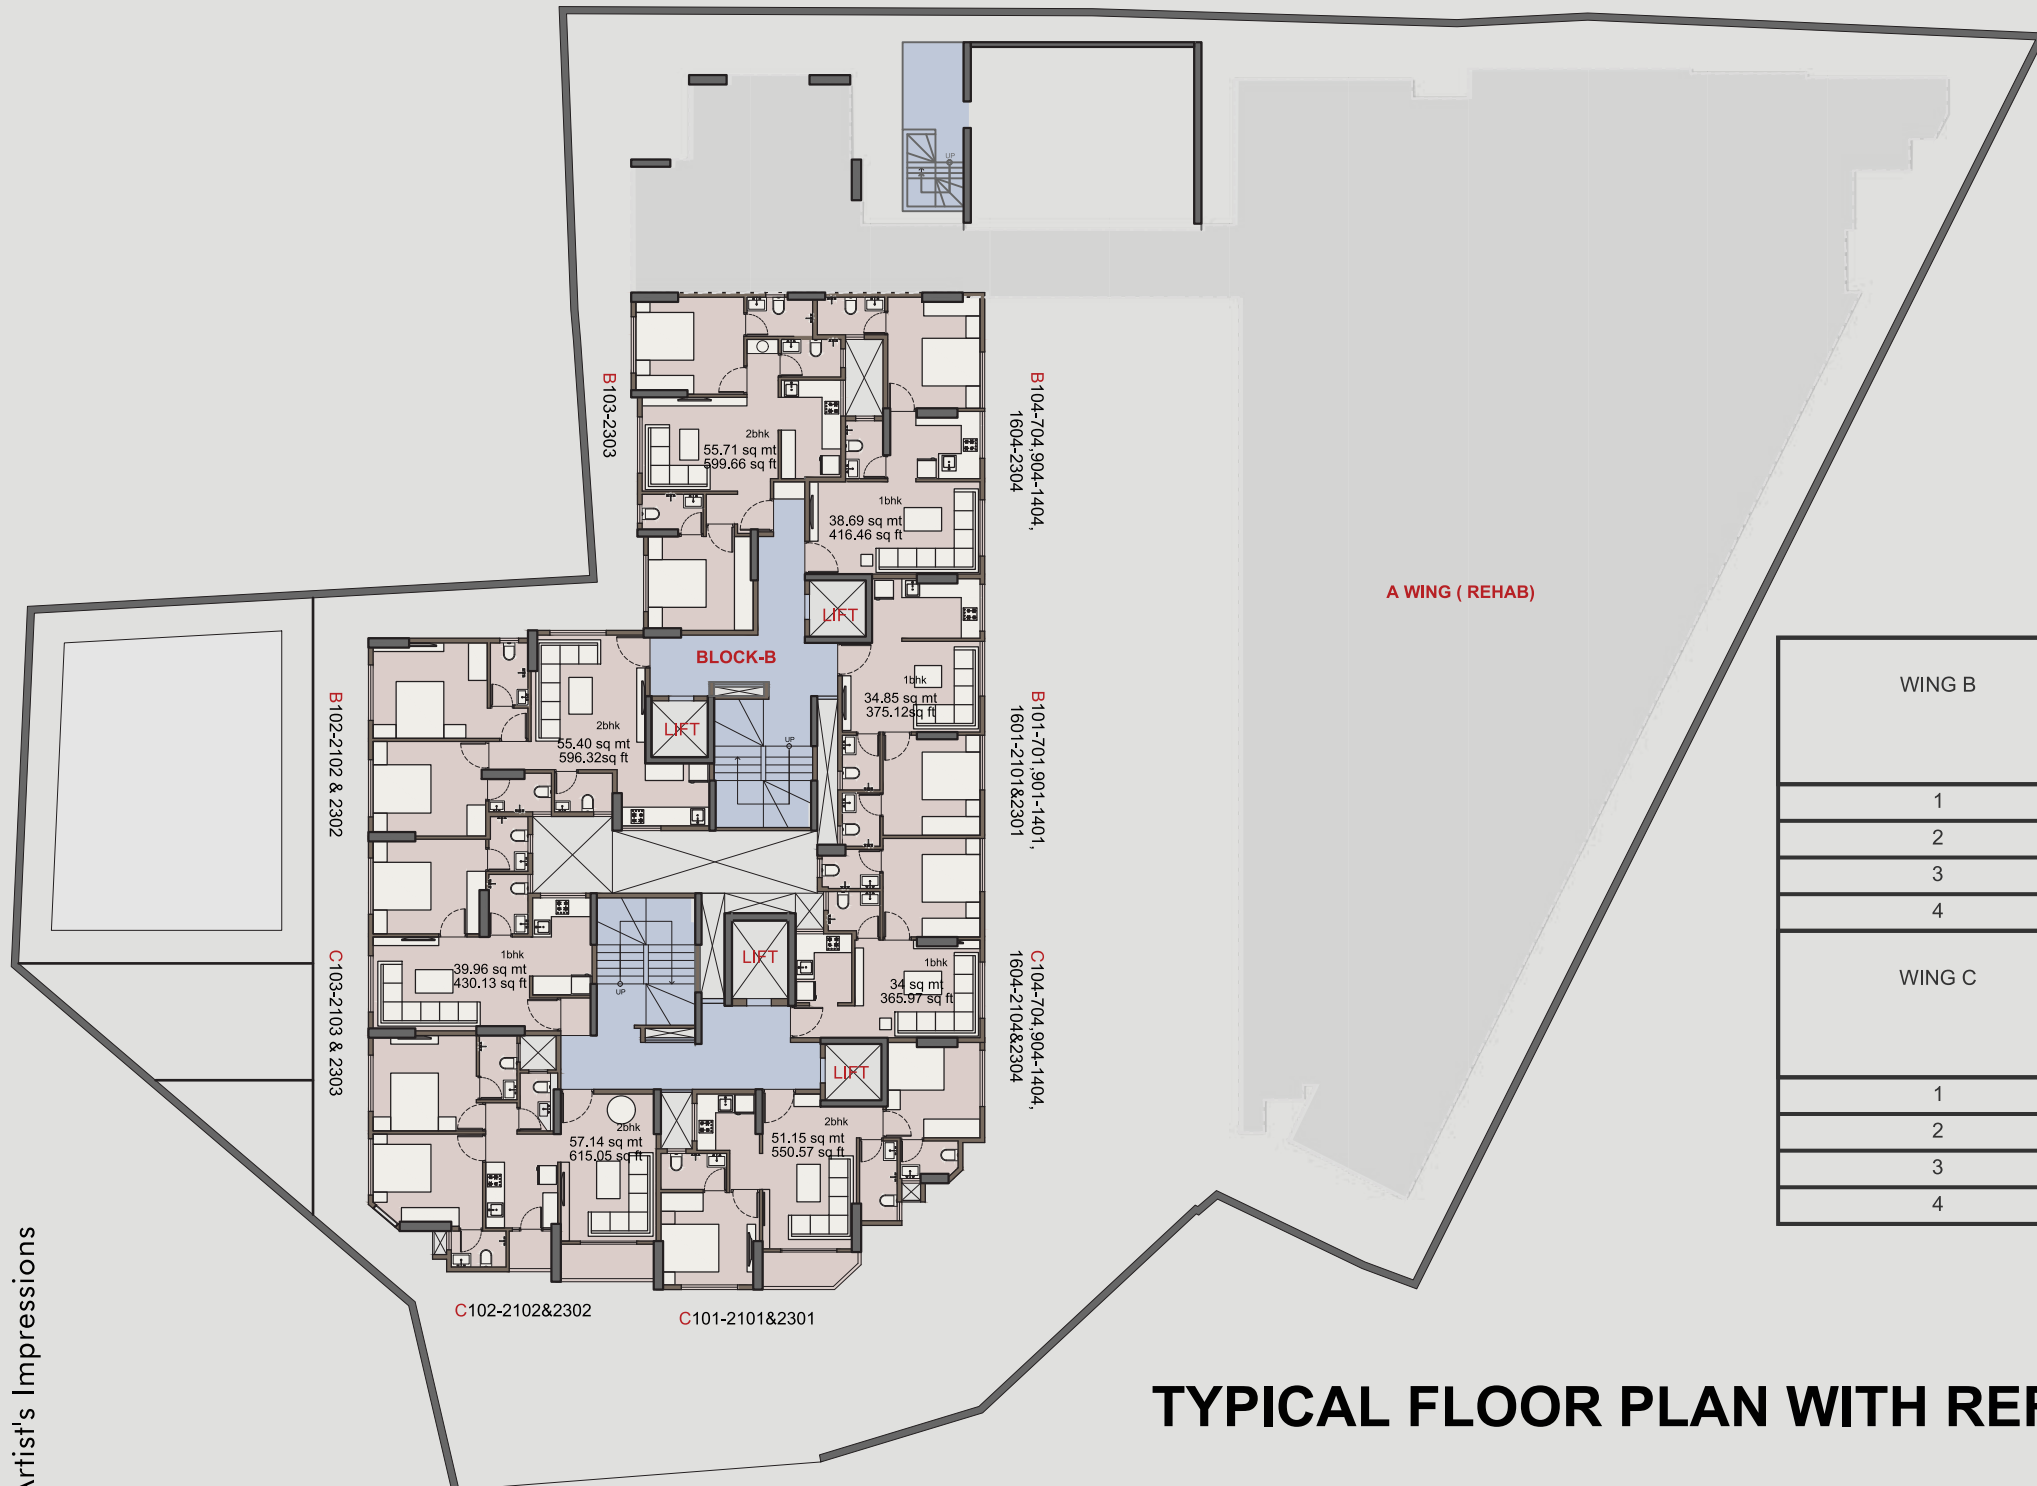 UP
B103-2303
2bhk
55.71 sq mt
599.66 sq ft
1bhk
38.69 sq mt
416.46 sq ft
B104-704,904-1404,
1604-2304
A WING ( REHAB)
LIFT
BLOCK-B
LIFT
1bhk
34.85 sq mt
375.12sq ft
B101-701,901-1401,
1601-2101&2301
B102-2102 & 2302
2bhk
55.40 sq mt
596.32sq ft
UP
C103-2103 & 2303
1bhk
39.96 sq mt
430.13 sq ft
UP
LIFT
1bhk
34 sq mt
365.97 sq ft
C104-704,904-1404,
1604-2104&2304
LIFT
2bhk
57.14 sq mt
615.05 sq ft
2bhk
51.15 sq mt
550.57 sq ft
C102-2102&2302
C101-2101&2301
WING B
1
2
3
4
WING C
1
2
3
4
Artist's Impressions
TYPICAL FLOOR PLAN WITH